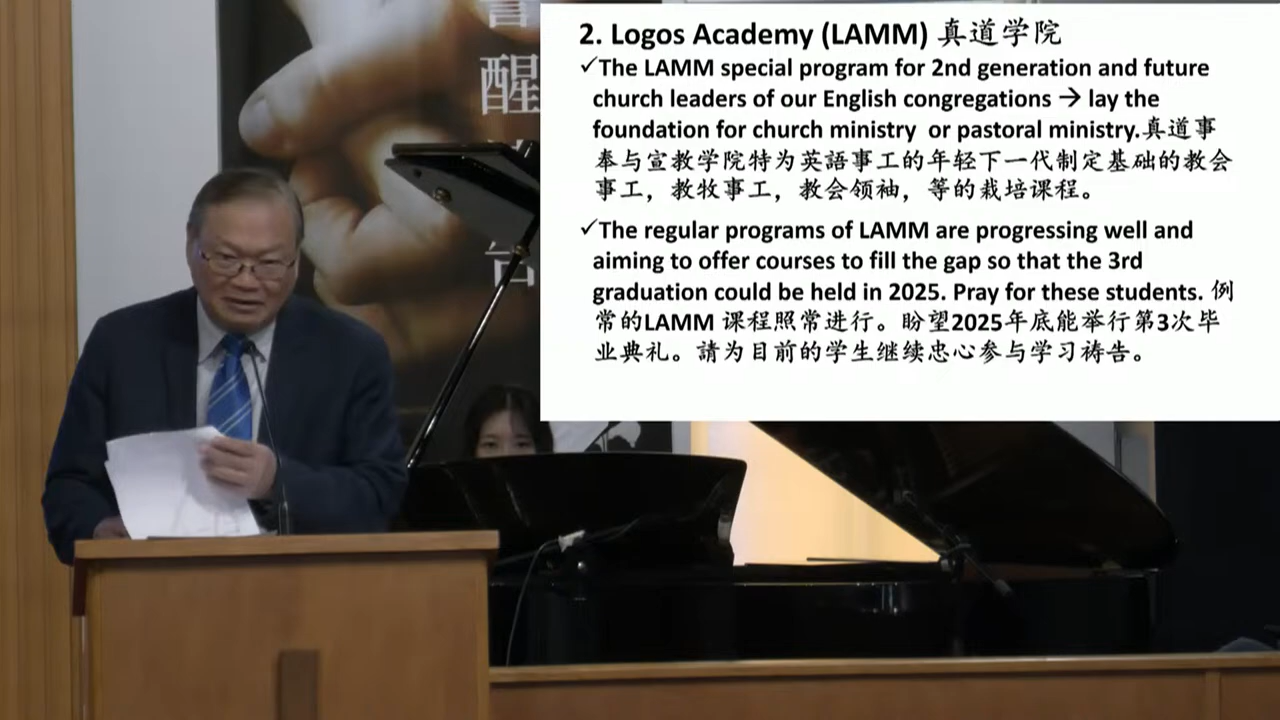 醒
2. Logos Academy (LAMM) 真道学院
✓The LAMM special program for 2nd generation and future
church leaders of our English congregations → lay the
foundation for church ministry or pastoral ministry.真道事
奉与宣教学院特为英語事工的年轻下一代制定基础的教会
事工，教牧事工，教会领袖，等的栽培课程。
✓The regular programs of LAMM are progressing well and
aiming to offer courses to fill the gap so that the 3rd
graduation could be held in 2025. Pray for these students. 例
常的LAMM 课程照常进行。盼望2025年底能举行第3次毕
业典礼。請为目前的学生继续忠心参与学习祷告。